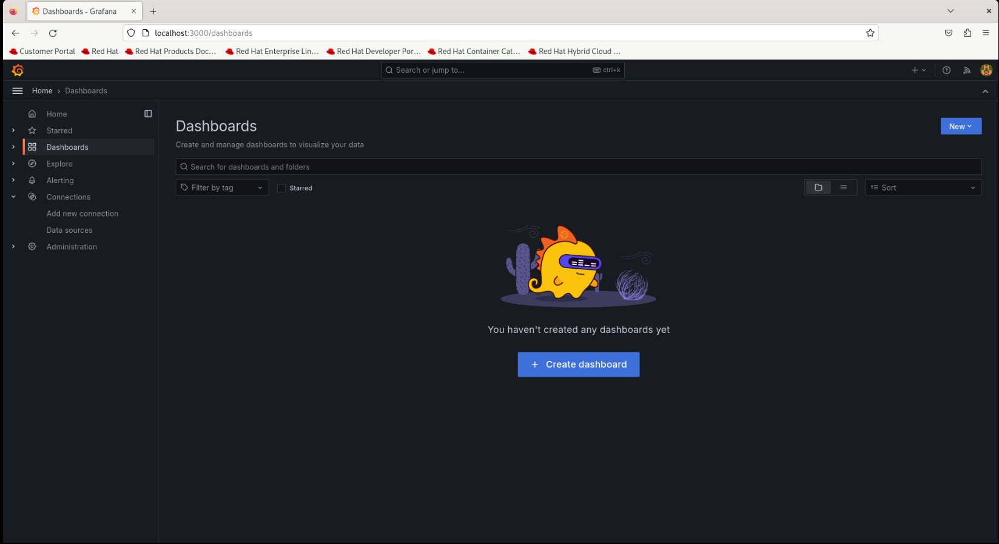 Dashboards - Grafana
localhost:3000/dashboards
Customer Portal Red Hat Red Hat Products Doc... Red Hat Enterprise Lin... Red Hat Developer Por... Red Hat Container Cat... Red Hat Hybrid Cloud ...
Search or jump to... ctrl+k
Home › Dashboards
Home
Starred
Dashboards
Explore
Alerting
Connections
Add new connection
Data sources
Administration
Dashboards
New
Create and manage dashboards to visualize your data
Search for dashboards and folders
Filter by tag Starred Sort
You haven't created any dashboards yet
+ Create dashboard